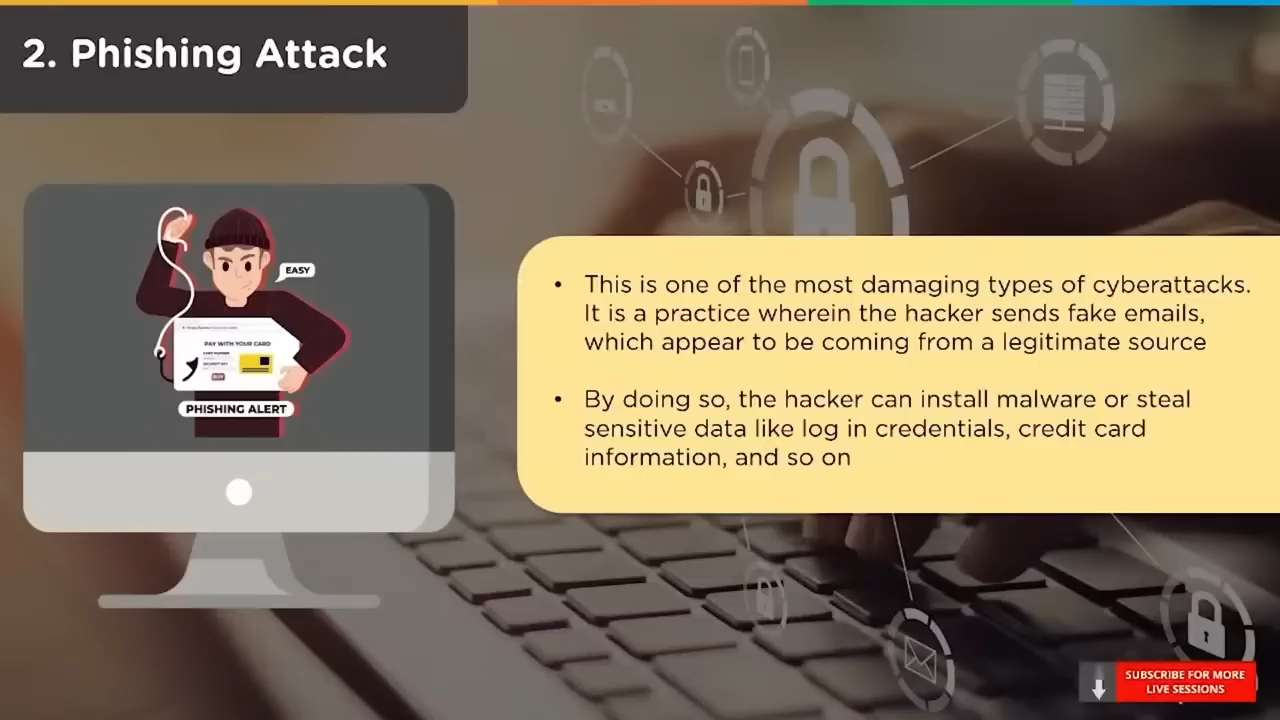 2. Phishing Attack
EASY
PAY WITH YOUR CARD
CARD NUMBER
BUY
PHISHING ALERT
• This is one of the most damaging types of cyberattacks.
It is a practice wherein the hacker sends fake emails,
which appear to be coming from a legitimate source
• By doing so, the hacker can install malware or steal
sensitive data like log in credentials, credit card
information, and so on
SUBSCRIBE FOR MORE
LIVE SESSIONS